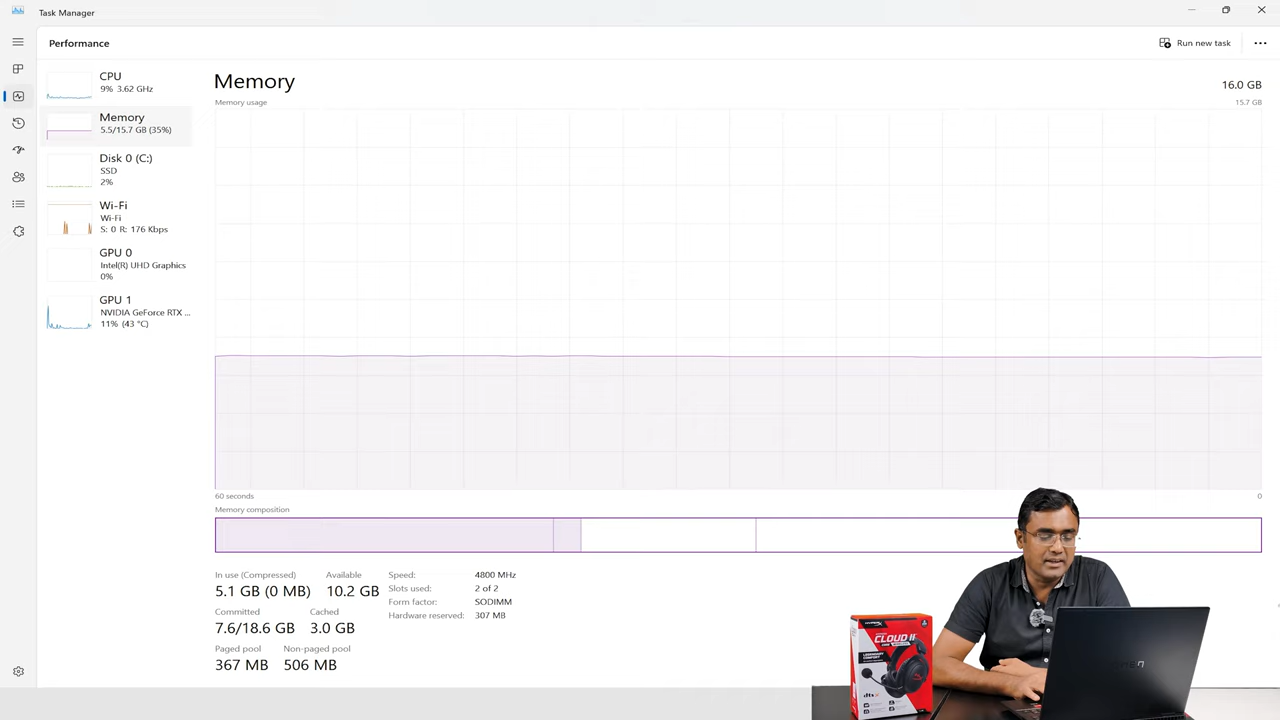 Task Manager
Performance
Run new task
CPU
9% 3.62 GHz
Memory
5.5/15.7 GB (35%)
Disk 0 (C:)
SSD
2%
Wi-Fi
Wi-Fi
S: 0 R: 176 Kbps
GPU 0
Intel(R) UHD Graphics
0%
GPU 1
NVIDIA GeForce RTX ...
11% (43 °C)
Memory
16.0 GB
Memory usage
15.7 GB
60 seconds
0
Memory composition
In use (Compressed)
Available
5.1 GB (0 MB)
10.2 GB
Committed
Cached
7.6/18.6 GB
3.0 GB
Paged pool
Non-paged pool
367 MB
506 MB
Speed:
4800 MHz
Slots used:
2 of 2
Form factor:
SODIMM
Hardware reserved:
307 MB
HYPERX
CLOUD II
LEGENDARY
COMFORT
dts